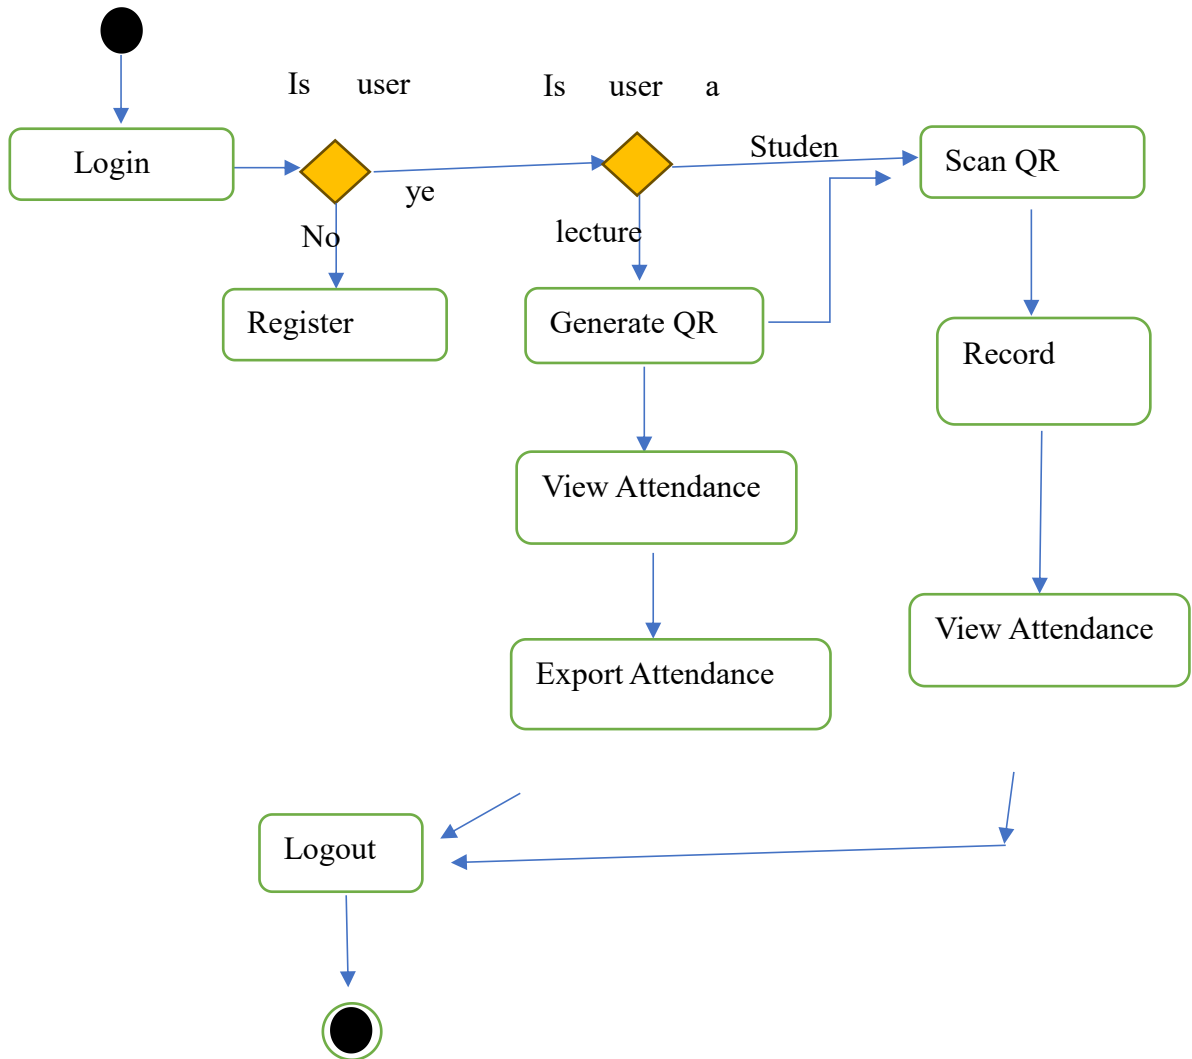 Is user
Is user a
Login
Studen
Scan QR
ye
No
lecture
Register
Generate QR
Record
View Attendance
View Attendance
Export Attendance
Logout